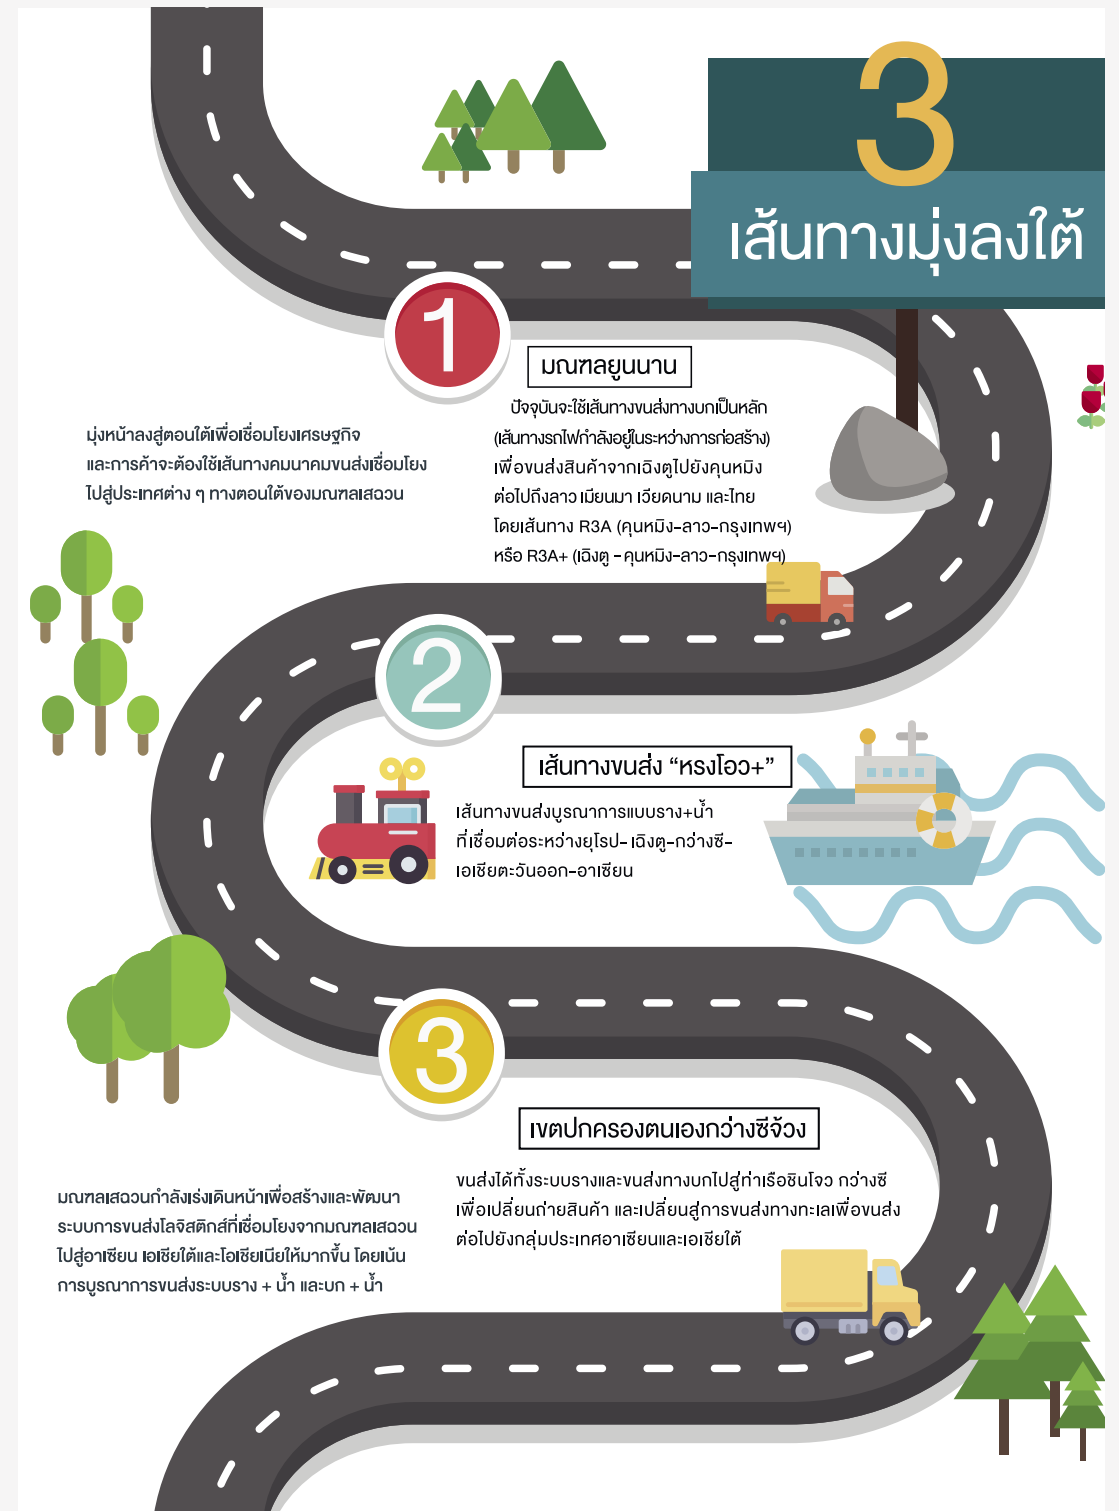 3
เส้นทางมุ่งลงใต้
1
มณฑลยูนนาน
ปัจจุบันจะใช้เส้นทางขนส่งทางบกเป็นหลัก
(เส้นทางรถไฟกำลังอยู่ในระหว่างการก่อสร้าง)
เพื่อขนส่งสินค้าจากเฉิงตูไปยังคุนหมิง
ต่อไปถึงลาว เมียนมา เวียดนาม และไทย
โดยเส้นทาง R3A (คุนหมิง-ลาว-กรุงเทพฯ)
หรือ R3A+ (เฉิงตู - คุนหมิง-ลาว-กรุงเทพฯ)
มุ่งหน้าลงสู่ตอนใต้เพื่อเชื่อมโยงเศรษฐกิจ
และการค้าจะต้องใช้เส้นทางคมนาคมขนส่งเชื่อมโยง
ไปสู่ประเทศต่าง ๆ ทางตอนใต้ของมณฑลเสฉวน
2
เส้นทางขนส่ง “หรงโอว+”
เส้นทางขนส่งบูรณาการแบบราง+น้ำ
ที่เชื่อมต่อระหว่างยุโรป- เฉิงตู-กว่างซี-
เอเชียตะวันออก-อาเซียน
3
เขตปกครองตนเองกว่างซีจ้วง
ขนส่งได้ทั้งระบบรางและขนส่งทางบกไปสู่ท่าเรือชินโจว กว่างซี
เพื่อเปลี่ยนถ่ายสินค้า และเปลี่ยนสู่การขนส่งทางทะเลเพื่อขนส่ง
ต่อไปยังกลุ่มประเทศอาเซียนและเอเชียใต้
มณฑลเสฉวนกำลังเร่งเดินหน้าเพื่อสร้างและพัฒนา
ระบบการขนส่งโลจิสติกส์ที่เชื่อมโยงจากมณฑลเสฉวน
ไปสู่อาเซียน เอเชียใต้และโอเชียเนียให้มากขึ้น โดยเน้น
การบูรณาการขนส่งระบบราง + น้ำ และบก + น้ำ